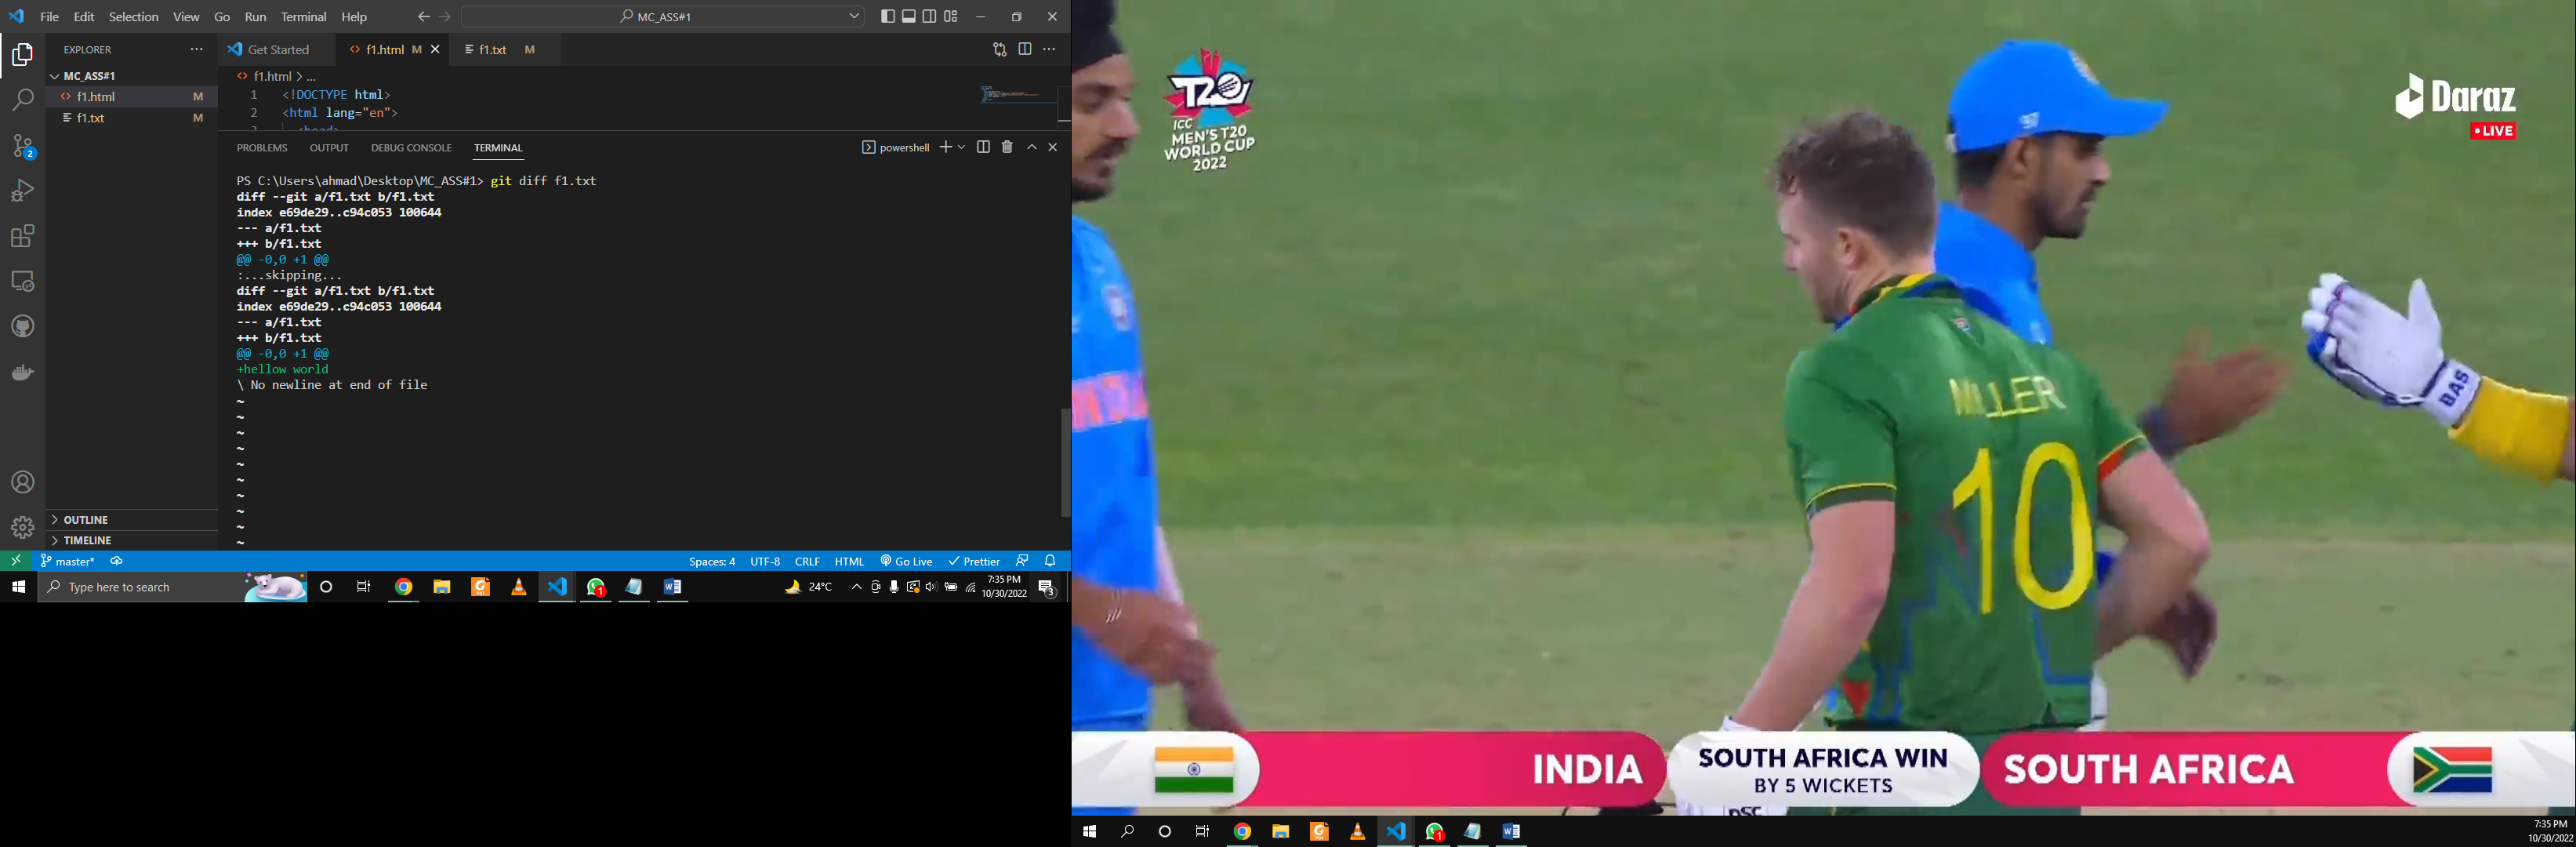 File Edit Selection View Go Run Terminal Help
MC_ASS#1
EXPLORER
Get Started
f1.html M
f1.txt M
MC_ASS#1
f1.html M
f1.txt M
f1.html > ...
1 <!DOCTYPE html>
2 <html lang="en">
3 <head>
PROBLEMS OUTPUT DEBUG CONSOLE TERMINAL
powershell
PS C:\Users\ahmad\Desktop\MC_ASS#1> git diff f1.txt
diff --git a/f1.txt b/f1.txt
index e69de29..c94c053 100644
--- a/f1.txt
+++ b/f1.txt
@@ -0,0 +1 @@
:...skipping...
diff --git a/f1.txt b/f1.txt
index e69de29..c94c053 100644
--- a/f1.txt
+++ b/f1.txt
@@ -0,0 +1 @@
+hellow world
\ No newline at end of file
~
~
~
~
~
~
~
~
~
~
2
OUTLINE
TIMELINE
master*
Spaces: 4 UTF-8 CRLF HTML Go Live Prettier
Type here to search
1
24°C
7:35 PM
10/30/2022
3
T20
ICC
MEN'S T20
WORLD CUP
2022
Daraz
LIVE
MILLER
10
BAS
INDIA
SOUTH AFRICA WIN
BY 5 WICKETS
SOUTH AFRICA
1
7:35 PM
10/30/2022